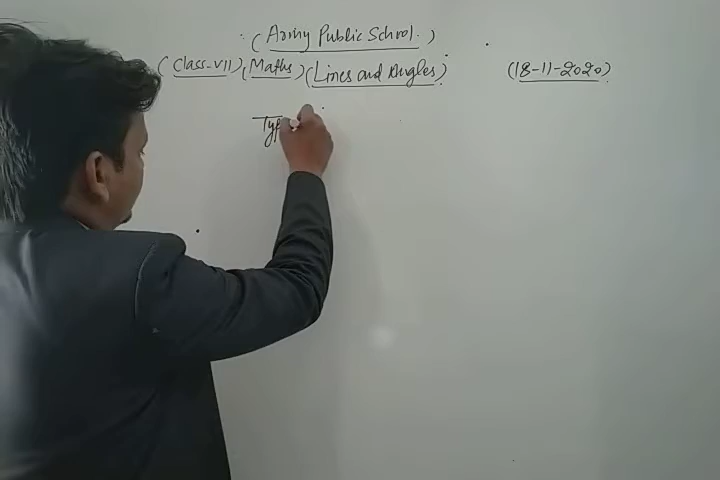 (Army Public School.)
(Class-VII) (Maths) (Lines and Angles) (18-11-2020)
Typ